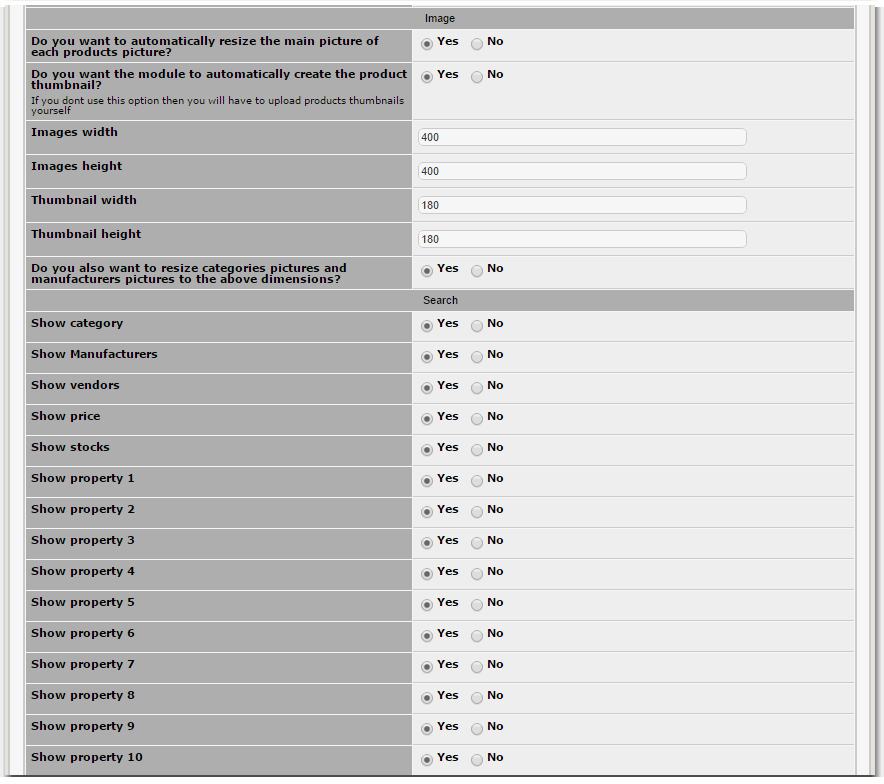 Image
Do you want to automatically resize the main picture of
each products picture?
Yes No
Do you want the module to automatically create the product
thumbnail?
If you dont use this option then you will have to upload products thumbnails
yourself
Yes No
Images width
400
Images height
400
Thumbnail width
180
Thumbnail height
180
Do you also want to resize categories pictures and
manufacturers pictures to the above dimensions?
Yes No
Search
Show category Yes No
Show Manufacturers Yes No
Show vendors Yes No
Show price Yes No
Show stocks Yes No
Show property 1 Yes No
Show property 2 Yes No
Show property 3 Yes No
Show property 4 Yes No
Show property 5 Yes No
Show property 6 Yes No
Show property 7 Yes No
Show property 8 Yes No
Show property 9 Yes No
Show property 10 Yes No